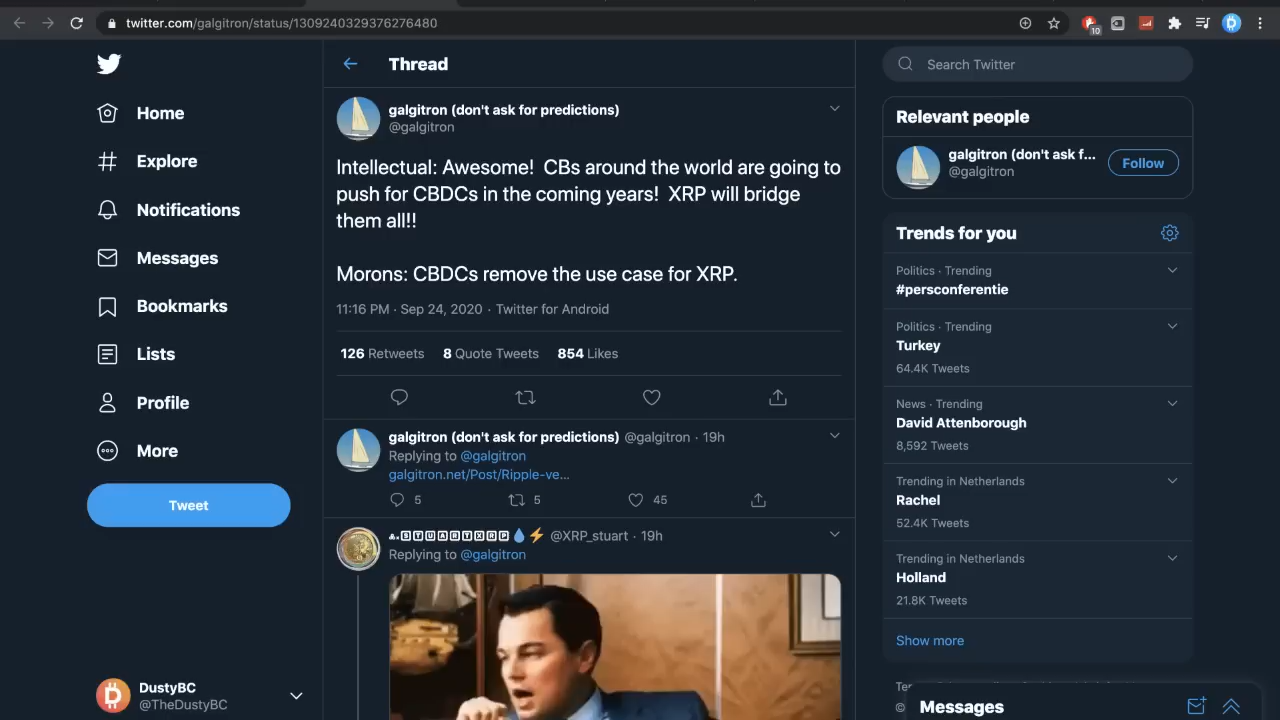 twitter.com/galgitron/status/1309240329376276480
10
Home
Explore
Notifications
Messages
Bookmarks
Lists
Profile
More
Tweet
DustyBC
@TheDustyBC
Thread
galgitron (don't ask for predictions)
@galgitron
Intellectual: Awesome! CBs around the world are going to
push for CBDCs in the coming years! XRP will bridge
them all!!
Morons: CBDCs remove the use case for XRP.
11:16 PM · Sep 24, 2020 · Twitter for Android
126 Retweets 8 Quote Tweets 854 Likes
galgitron (don't ask for predictions) @galgitron · 19h
Replying to @galgitron
galgitron.net/Post/Ripple-ve...
5 5 45
🆂🆃🆄🅰🆁🆃🆇🆁🅿💧⚡ @XRP_stuart · 19h
Replying to @galgitron
Search Twitter
Relevant people
galgitron (don't ask f...
@galgitron
Follow
Trends for you
Politics · Trending
#persconferentie
Politics · Trending
Turkey
64.4K Tweets
News · Trending
David Attenborough
8,592 Tweets
Trending in Netherlands
Rachel
52.4K Tweets
Trending in Netherlands
Holland
21.8K Tweets
Show more
Messages